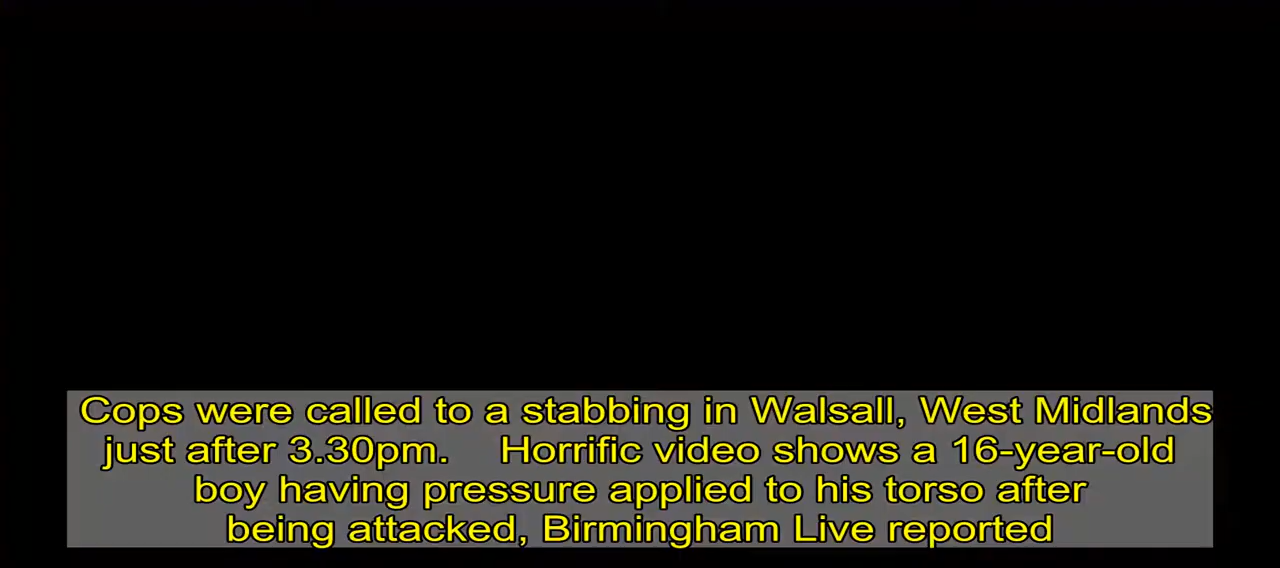 Cops were called to a stabbing in Walsall, West Midlands
just after 3.30pm. Horrific video shows a 16-year-old
boy having pressure applied to his torso after
being attacked, Birmingham Live reported